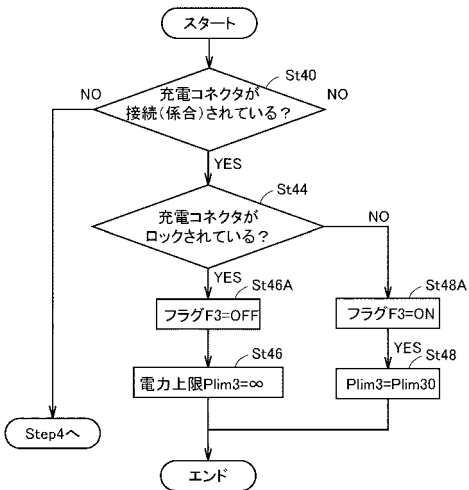 スタート
St40
充電コネクタが
接続(係合)されている?
NO
NO
YES
St44
充電コネクタが
ロックされている?
NO
YES
St46A
フラグF3=OFF
St48A
フラグF3=ON
YES
St46
電力上限Plim3=∞
St48
Plim3=Plim30
Step4へ
エンド